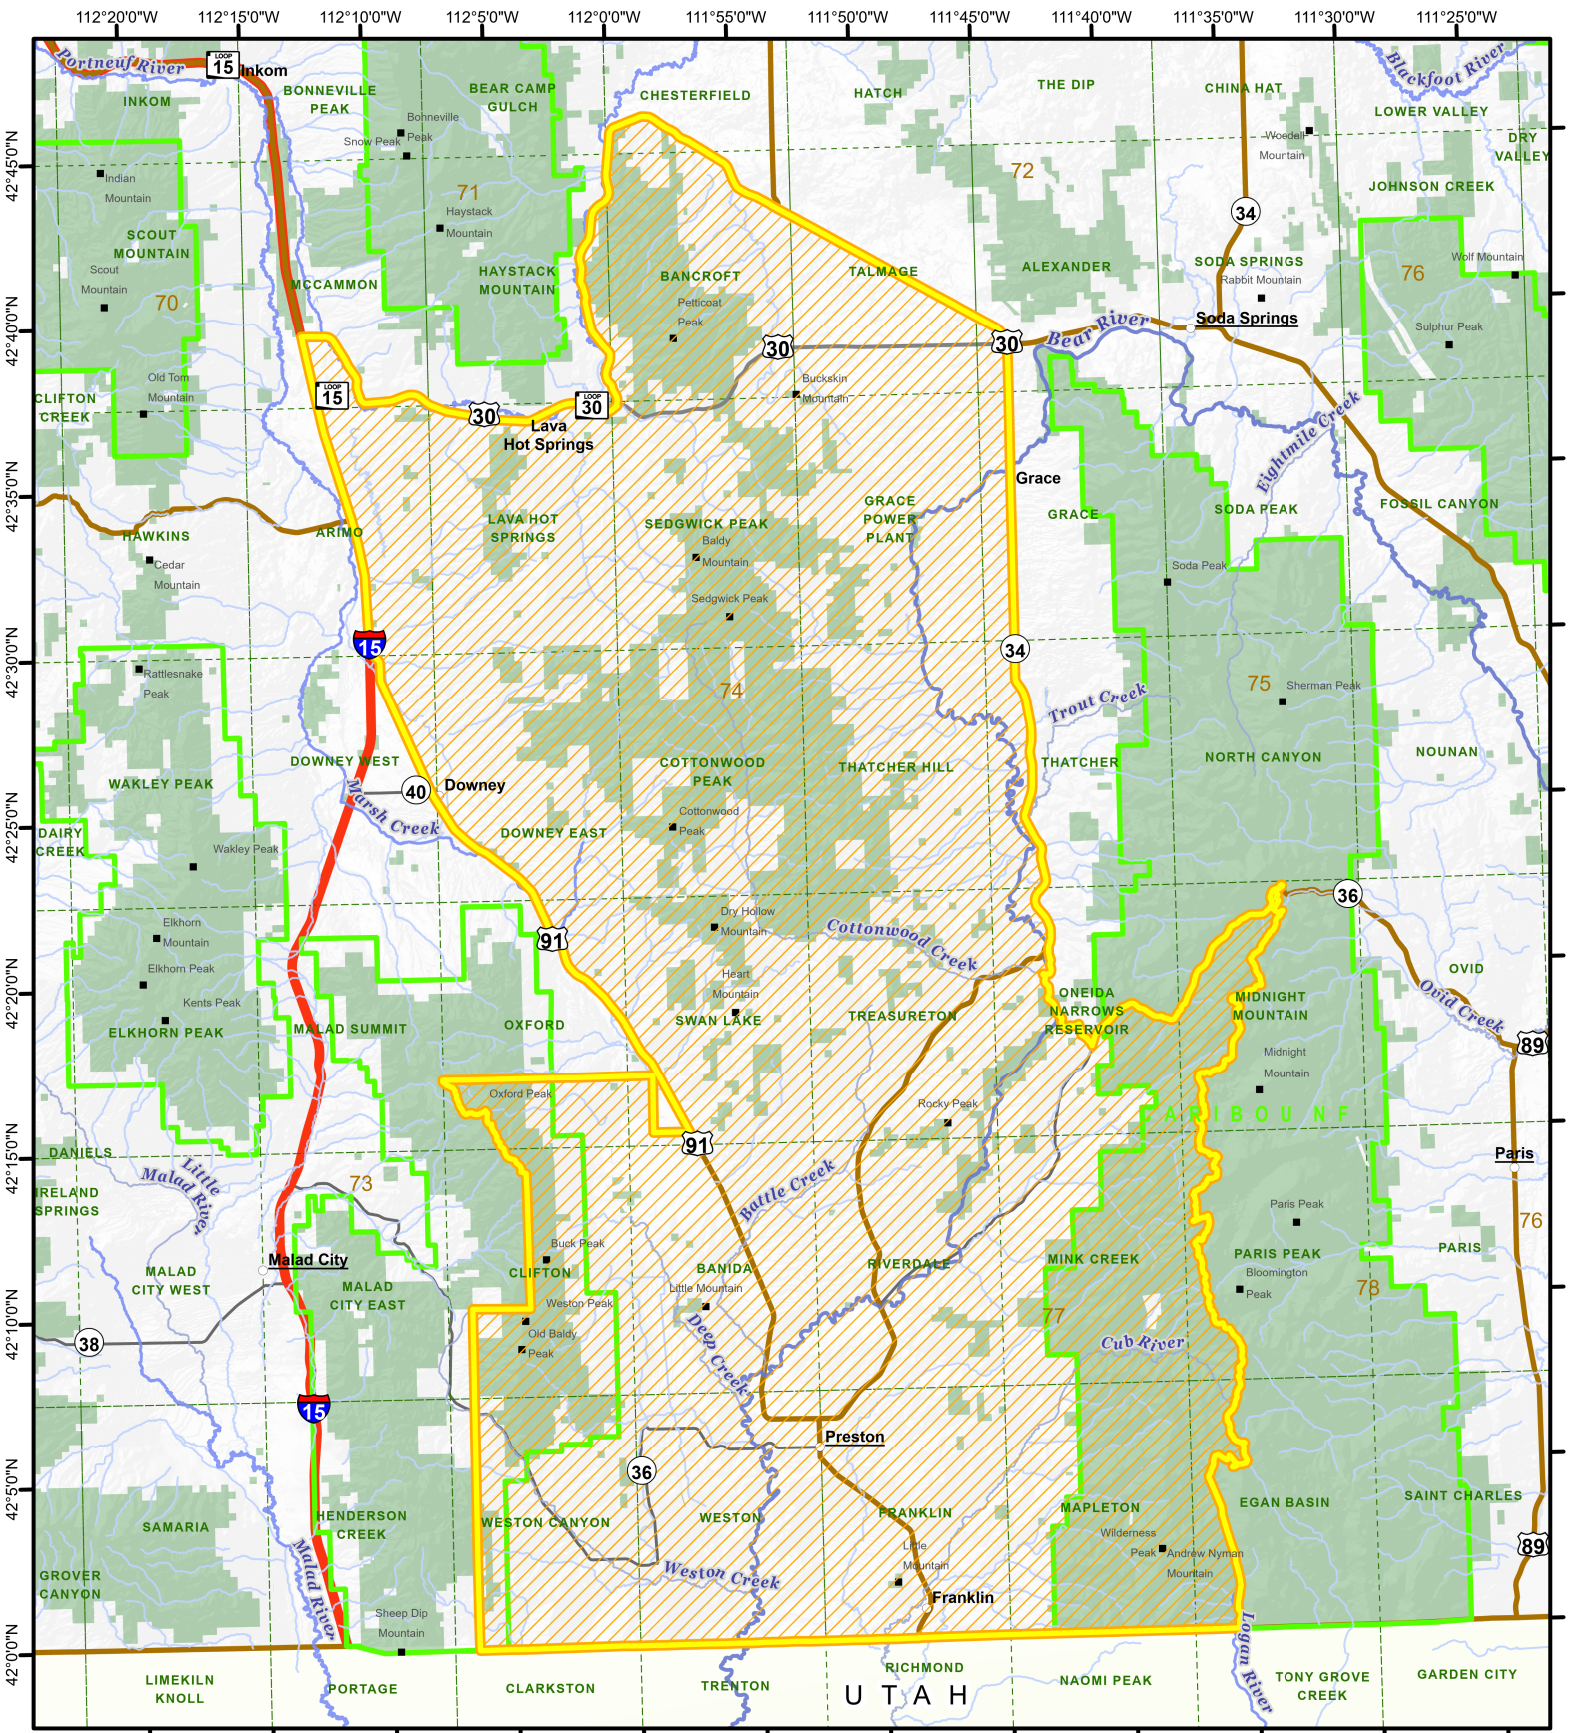 112°20'0"W 112°15'0"W 112°10'0"W 112°5'0"W 112°0'0"W 111°55'0"W 111°50'0"W 111°45'0"W 111°40'0"W 111°35'0"W 111°30'0"W 111°25'0"W
Portneuf River
LOOP
15
Inkom
INKOM
BONNEVILLE
PEAK
BEAR CAMP
GULCH
CHESTERFIELD
HATCH
THE DIP
CHINA HAT
Blackfoot River
LOWER VALLEY
DRY
VALLEY
Bonneville
Peak
Snow Peak
Woodall
Mountain
42°45'0"N
Indian
Mountain
71
72
JOHNSON CREEK
Haystack
Mountain
34
SCOUT
MOUNTAIN
Scout
Mountain
70
MCCAMMON
HAYSTACK
MOUNTAIN
BANCROFT
TALMAGE
ALEXANDER
SODA SPRINGS
Rabbit Mountain
76
Wolf Mountain
Petticoat
Peak
Soda Springs
Sulphur Peak
42°40'0"N
Bear River
30
30
Old Tom
Mountain
CLIFTON
CREEK
LOOP
15
30
LOOP
30
Lava
Hot Springs
Buckskin
Mountain
Eightmile Creek
Grace
42°35'0"N
HAWKINS
ARIMO
LAVA HOT
SPRINGS
SEDGWICK PEAK
GRACE
POWER
PLANT
GRACE
SODA PEAK
FOSSIL CANYON
Cedar
Mountain
Baldy
Mountain
Soda Peak
Sedgwick Peak
42°30'0"N
15
34
Rattlesnake
Peak
74
75
Sherman Peak
Trout Creek
WAKLEY PEAK
DOWNEY WEST
COTTONWOOD
PEAK
THATCHER HILL
THATCHER
NORTH CANYON
NOUNAN
40
Downey
Marsh Creek
42°25'0"N
DAIRY
CREEK
Wakley Peak
DOWNEY EAST
Cottonwood
Peak
36
Elkhorn
Mountain
Elkhorn Peak
Kents Peak
91
Dry Hollow
Mountain
Cottonwood Creek
Heart
Mountain
42°20'0"N
OVID
Ovid Creek
ELKHORN PEAK
MALAD SUMMIT
OXFORD
SWAN LAKE
TREASURETON
ONEIDA
NARROWS
RESERVOIR
MIDNIGHT
MOUNTAIN
89
Midnight
Mountain
Oxford Peak
Rocky Peak
CARIBOU NF
91
42°15'0"N
DANIELS
Little
Malad River
IRELAND
SPRINGS
73
Battle Creek
Paris
Paris Peak
76
Malad City
MALAD
CITY WEST
MALAD
CITY EAST
Buck Peak
CLIFTON
BANIDA
Little Mountain
RIVERDALE
MINK CREEK
PARIS PEAK
Bloomington
Peak
PARIS
78
Weston Peak
Old Baldy
Peak
77
42°10'0"N
38
Deep Creek
Cub River
15
Preston
36
42°5'0"N
SAMARIA
HENDERSON
CREEK
WESTON CANYON
WESTON
FRANKLIN
MAPLETON
EGAN BASIN
SAINT CHARLES
GROVER
CANYON
Malad River
Weston Creek
Little
Mountain
Wilderness
Peak
Andrew Nyman
Mountain
89
Franklin
Sheep Dip
Mountain
42°0'0"N
Logan River
LIMEKILN
KNOLL
PORTAGE
CLARKSTON
TRENTON
RICHMOND
UTAH
NAOMI PEAK
TONY GROVE
CREEK
GARDEN CITY